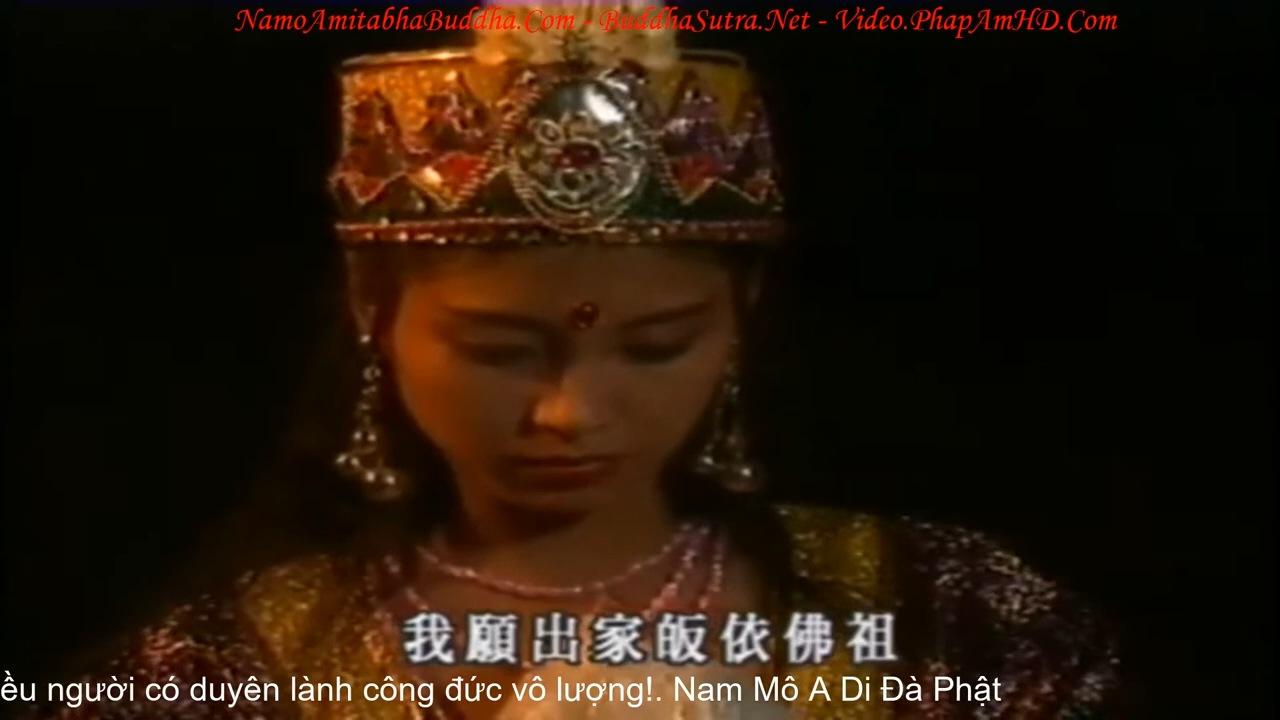 NamoAmitabhaBuddha.Com - BuddhaSutra.Net - Video.PhapAmHD.Com
我願出家皈依佛祖
ều người có duyên lành công đức vô lượng!. Nam Mô A Di Đà Phật